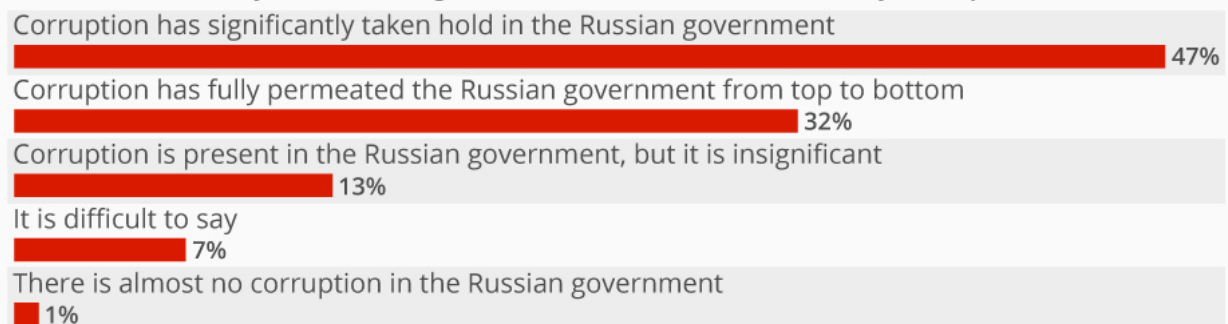 Corruption has significantly taken hold in the Russian government
47%
Corruption has fully permeated the Russian government from top to bottom
32%
Corruption is present in the Russian government, but it is insignificant
13%
It is difficult to say
7%
There is almost no corruption in the Russian government
1%